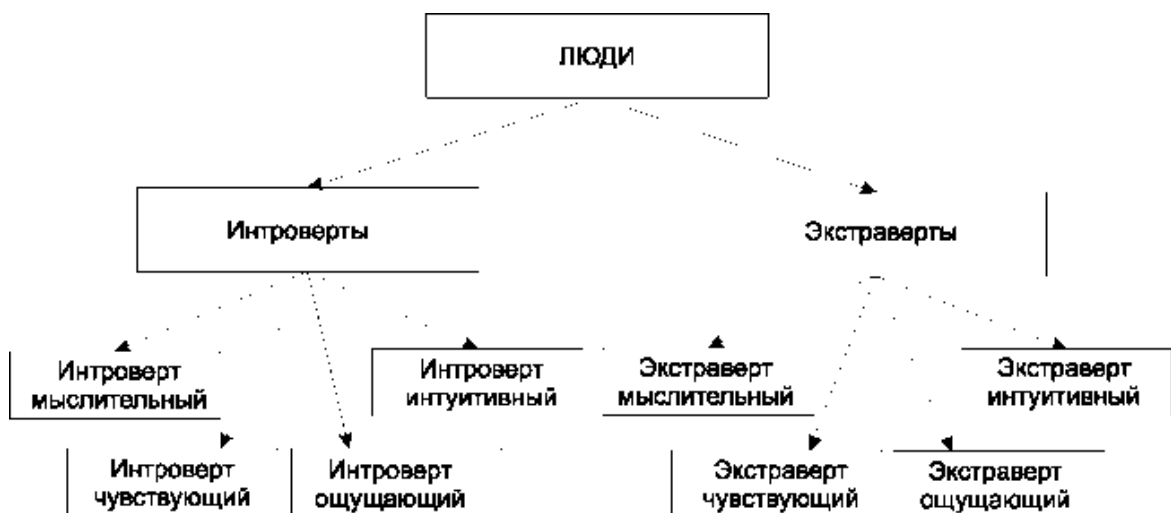 ЛЮДИ
Интроверты
Экстраверты
Интроверт
мыслительный
Интроверт
интуитивный
Экстраверт
мыслительный
Экстраверт
интуитивный
Интроверт
чувствующий
Интроверт
ощущающий
Экстраверт
чувствующий
Экстраверт
ощущающий